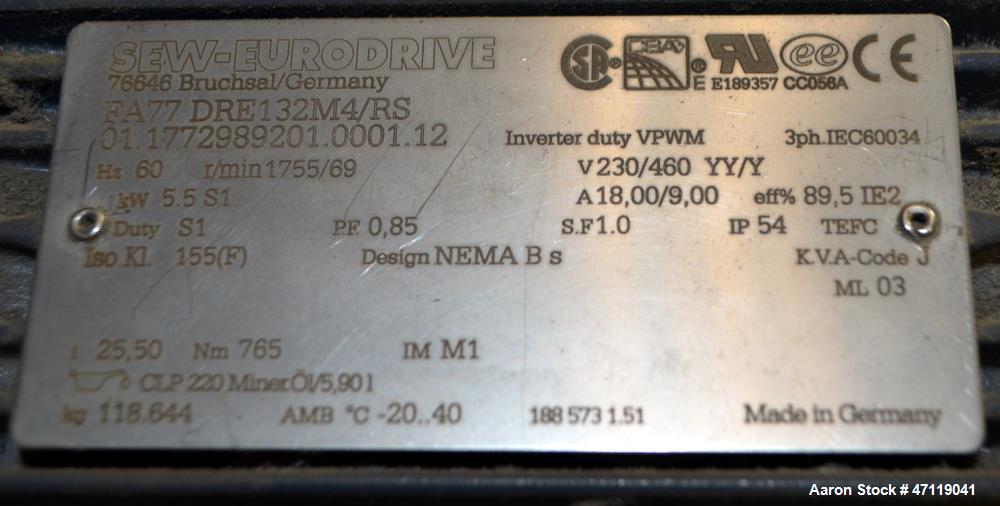 SEW-EURODRIVE
76646 Bruchsal/Germany
E189357 CC056A
FA77 DRE132M4/RS
01.1772989201.0001.12 Inverter duty VPWM 3ph.IEC60034
Hz 60 r/min 1755/69 V 230/460 YY/Y
kW 5.5 S1 A 18,00/9,00 eff% 89,5 IE2
Duty S1 P.F. 0,85 S.F 1.0 IP 54 TEFC
Iso.Kl. 155(F) Design NEMA B s K.V.A-Code J
ML 03
i 25,50 Nm 765 IM M1
CLP 220 Miner.Öl/5,90 l
kg 118.644 AMB °C -20..40 188 573 1.51 Made in Germany
Aaron Stock # 47119041